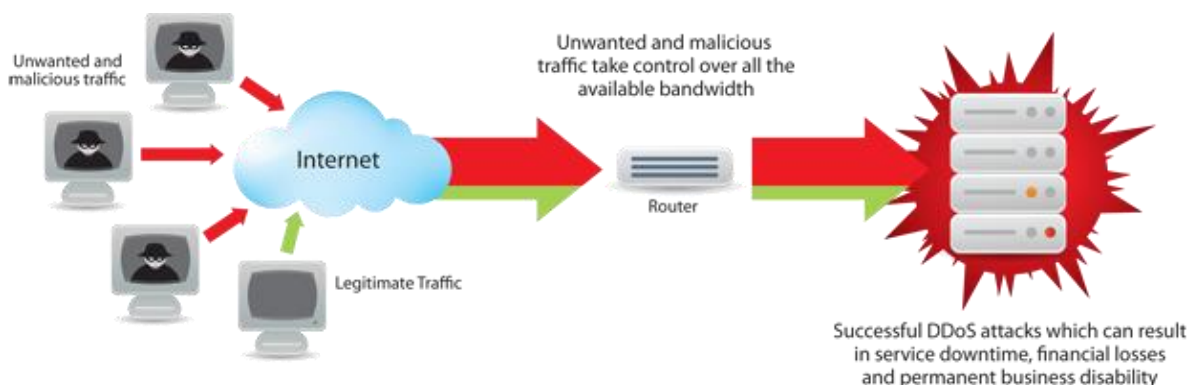 Unwanted and
malicious traffic
Internet
Legitimate Traffic
Unwanted and malicious
traffic take control over all the
available bandwidth
Router
Successful DDoS attacks which can result
in service downtime, financial losses
and permanent business disability